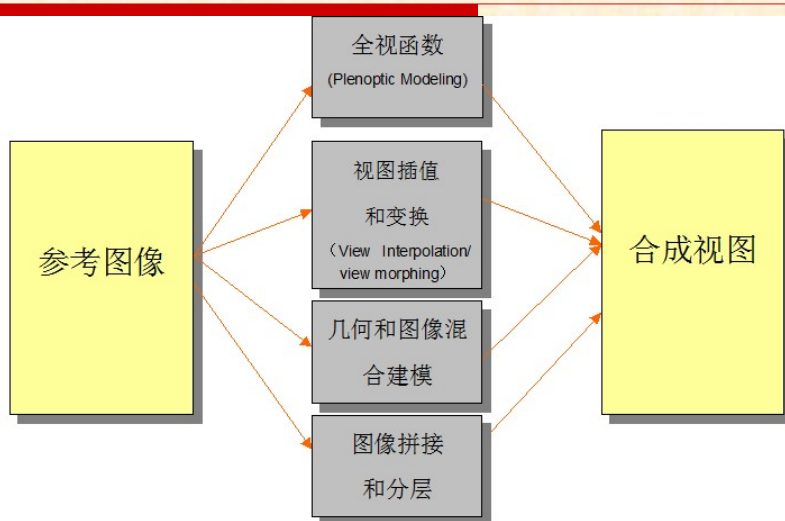 参考图像
全视函数
(Plenoptic Modeling)
视图插值
和变换
（View Interpolation/
view morphing）
几何和图像混
合建模
图像拼接
和分层
合成视图